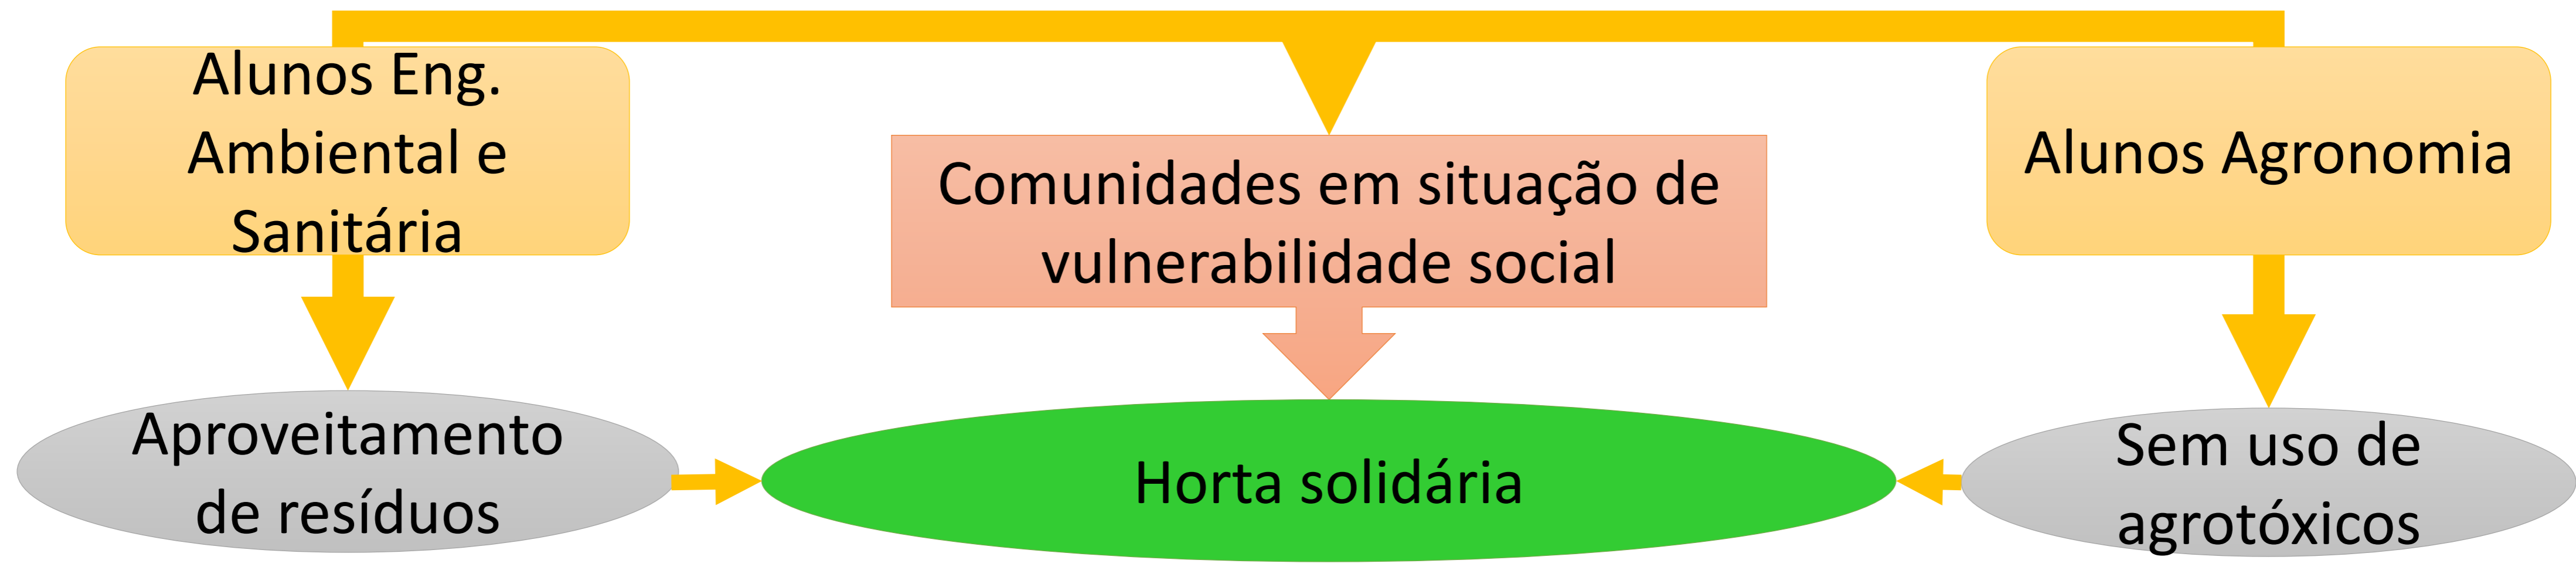 Alunos Eng.
Ambiental e
Sanitária
Comunidades em situação de
vulnerabilidade social
Alunos Agronomia
Aproveitamento
de resíduos
Horta solidária
Sem uso de
agrotóxicos